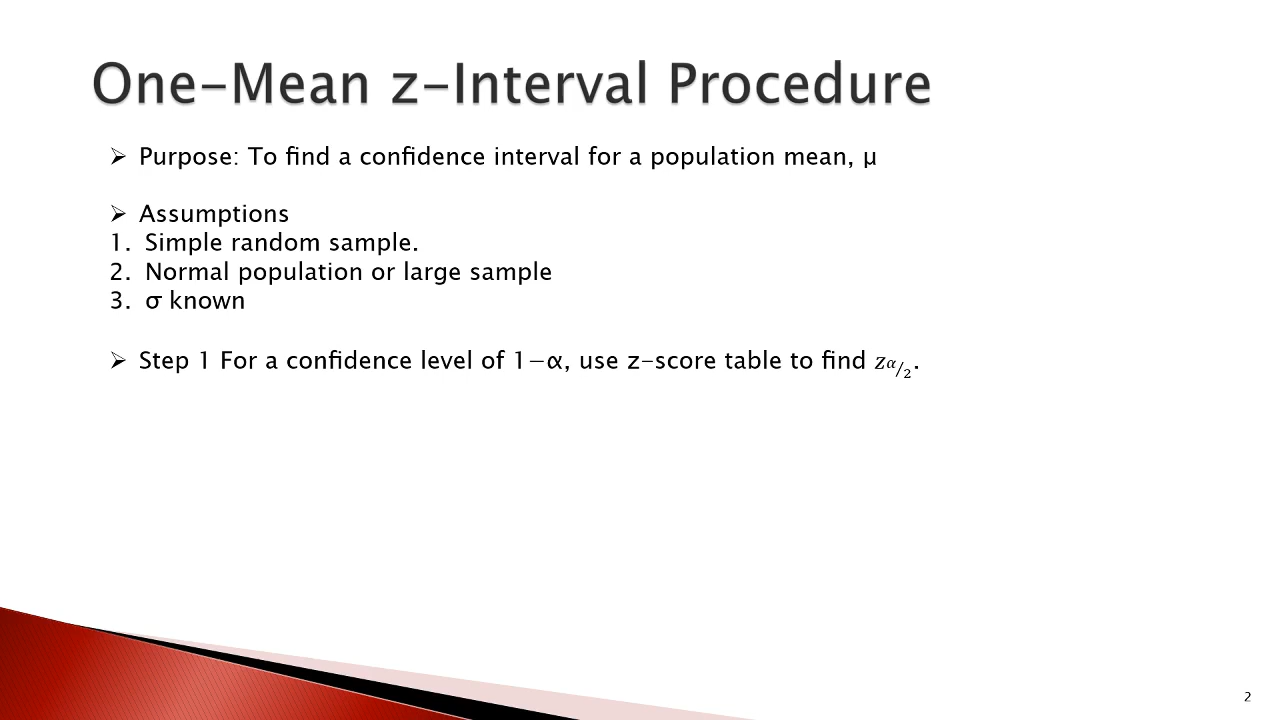 One-Mean z-Interval Procedure
➢ Purpose: To find a confidence interval for a population mean, μ
➢ Assumptions
1. Simple random sample.
2. Normal population or large sample
3. σ known
➢ Step 1 For a confidence level of 1−α, use z-score table to find z_{α/2}.
2